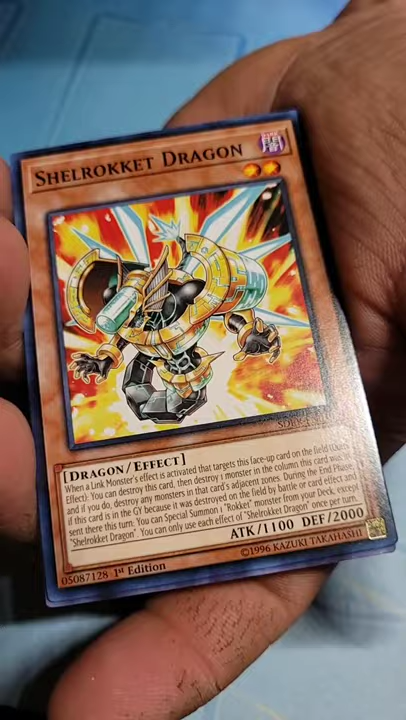 SHELROKKET DRAGON
[DRAGON/EFFECT]
When a Link Monster's effect is activated that targets this face-up card on the field (Quick
Effect): You can destroy this card, then destroy 1 monster in the column this card was in,
and if you do, destroy any monsters in that card's adjacent zones. During the End Phase,
if this card is in the GY because it was destroyed on the field by battle or card effect and
sent there this turn: You can Special Summon 1 "Rokket" monster from your Deck, except
"Shelrokket Dragon". You can only use each effect of "Shelrokket Dragon" once per turn.
ATK/1100 DEF/2000
05087128 1st Edition
©1996 KAZUKI TAKAHASHI